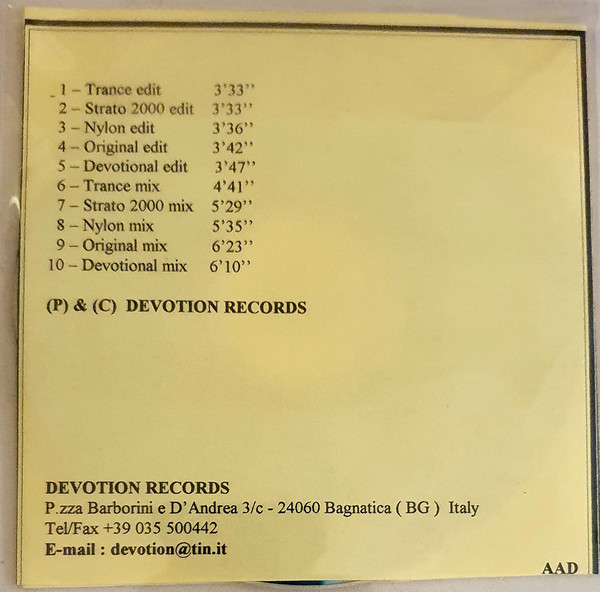 1 – Trance edit 3’33’’
2 – Strato 2000 edit 3’33’’
3 – Nylon edit 3’36’’
4 – Original edit 3’42’’
5 – Devotional edit 3’47’’
6 – Trance mix 4’41’’
7 – Strato 2000 mix 5’29’’
8 – Nylon mix 5’35’’
9 – Original mix 6’23’’
10 – Devotional mix 6’10’’
(P) & (C) DEVOTION RECORDS
DEVOTION RECORDS
P.zza Barborini e D’Andrea 3/c - 24060 Bagnatica ( BG ) Italy
Tel/Fax +39 035 500442
E-mail : devotion@tin.it
AAD